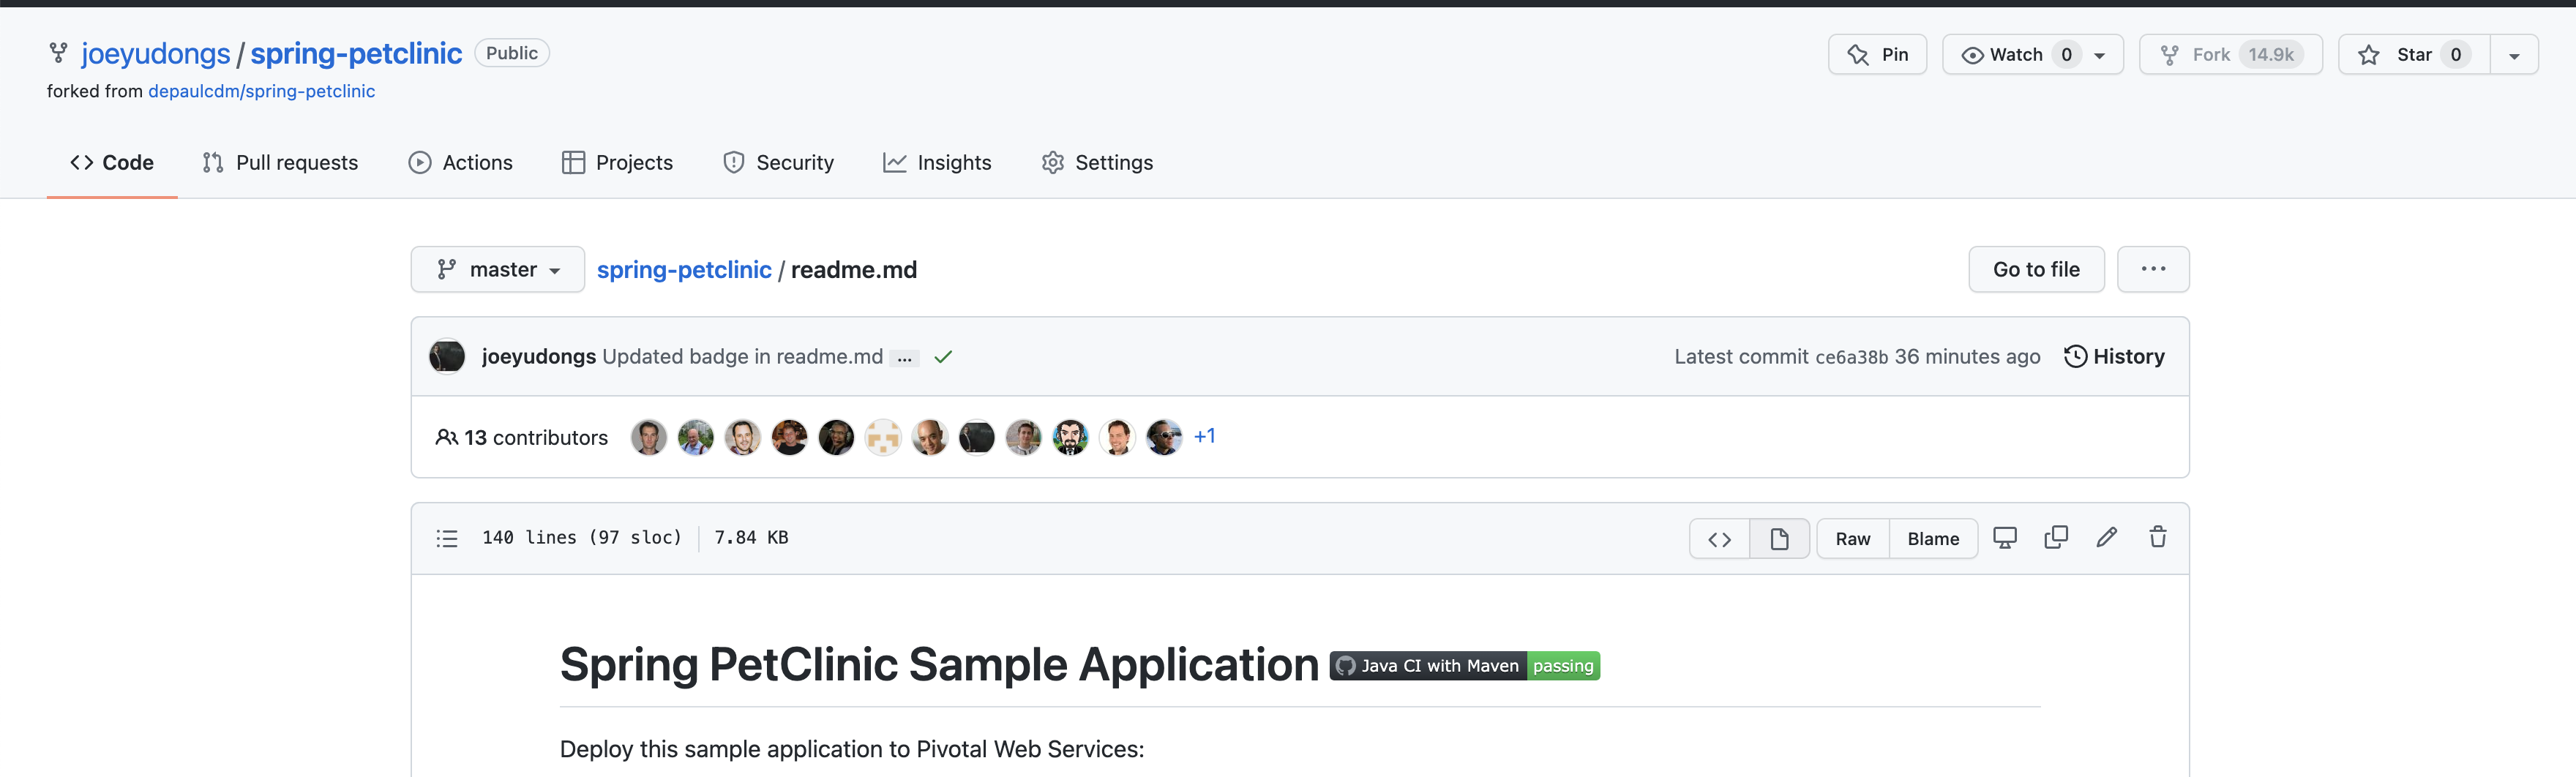 joeyudongs / spring-petclinic Public Pin Watch 0 Fork 14.9k Star 0
forked from depaulcdm/spring-petclinic
Code Pull requests Actions Projects Security Insights Settings
master spring-petclinic / readme.md Go to file ...
joeyudongs Updated badge in readme.md ... Latest commit ce6a38b 36 minutes ago History
13 contributors +1
140 lines (97 sloc) 7.84 KB Raw Blame
Spring PetClinic Sample Application Java CI with Maven passing
Deploy this sample application to Pivotal Web Services: